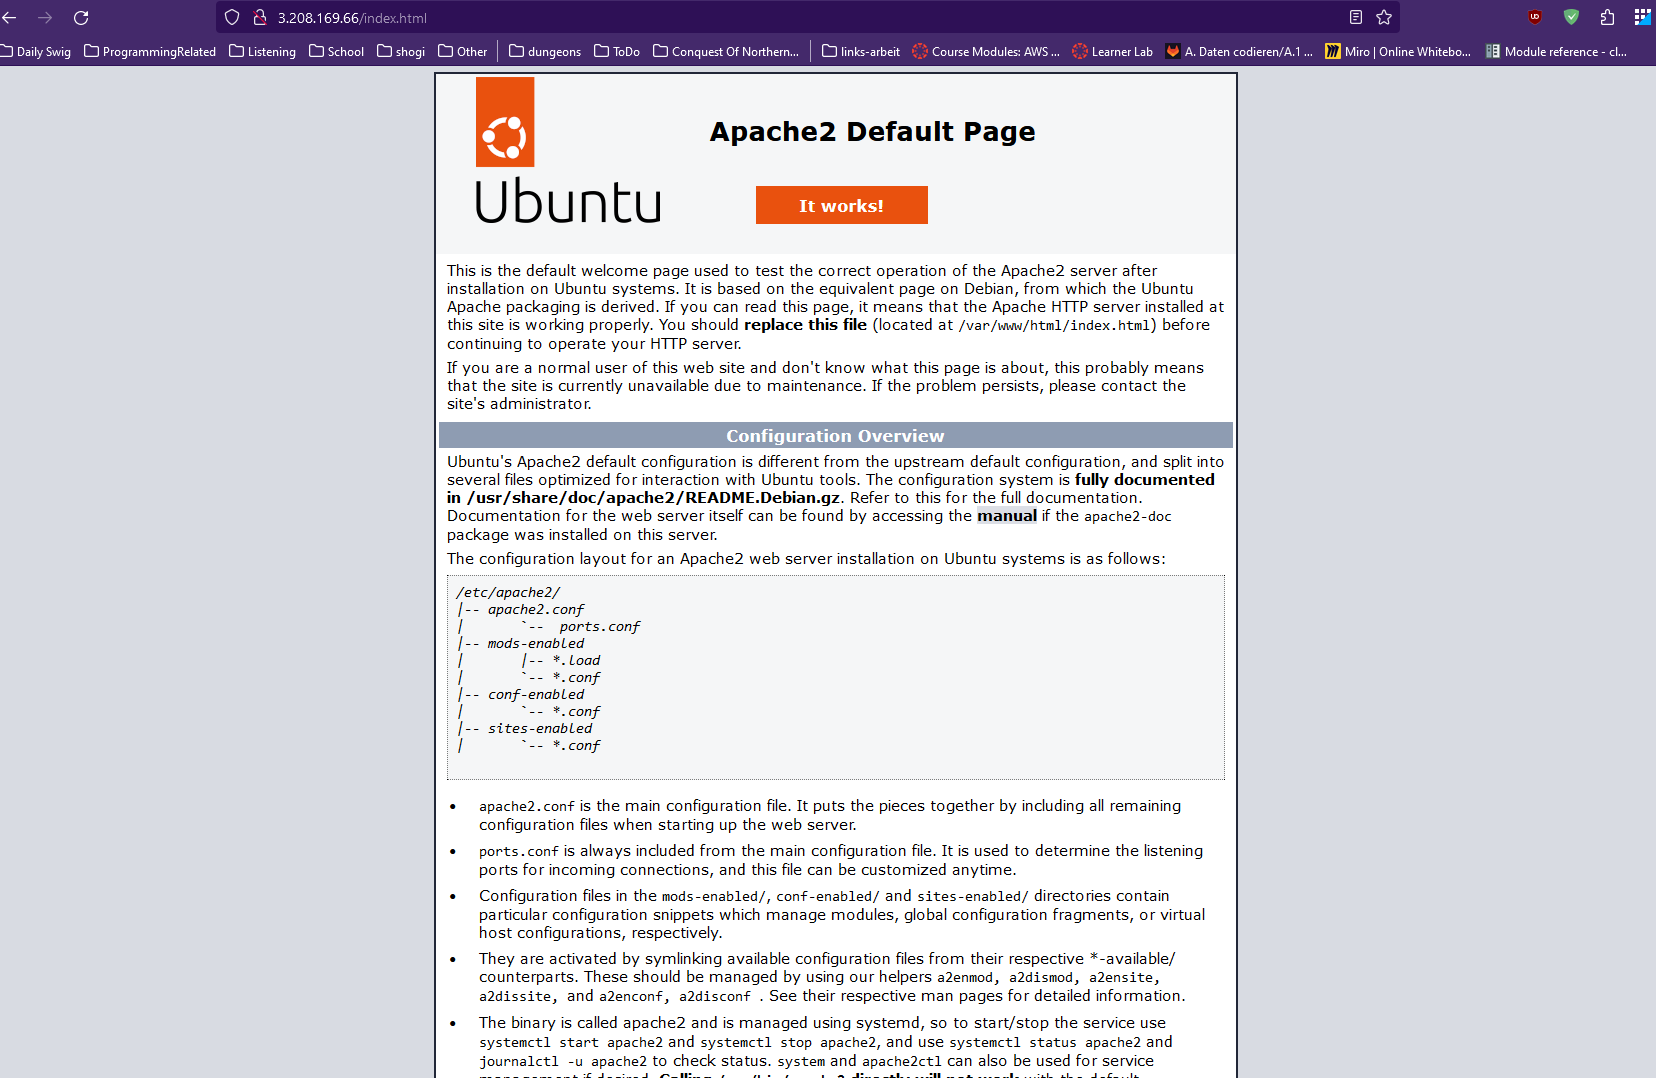 3.208.169.66/index.html
Daily Swig ProgrammingRelated Listening School shogi Other dungeons ToDo Conquest Of Northern... links-arbeit Course Modules: AWS ... Learner Lab A. Daten codieren/A.1 ... Miro | Online Whitebo... Module reference - cl...
Apache2 Default Page
Ubuntu
It works!
This is the default welcome page used to test the correct operation of the Apache2 server after
installation on Ubuntu systems. It is based on the equivalent page on Debian, from which the Ubuntu
Apache packaging is derived. If you can read this page, it means that the Apache HTTP server installed at
this site is working properly. You should replace this file (located at /var/www/html/index.html) before
continuing to operate your HTTP server.
If you are a normal user of this web site and don't know what this page is about, this probably means
that the site is currently unavailable due to maintenance. If the problem persists, please contact the
site's administrator.
Configuration Overview
Ubuntu's Apache2 default configuration is different from the upstream default configuration, and split into
several files optimized for interaction with Ubuntu tools. The configuration system is fully documented
in /usr/share/doc/apache2/README.Debian.gz. Refer to this for the full documentation.
Documentation for the web server itself can be found by accessing the manual if the apache2-doc
package was installed on this server.
The configuration layout for an Apache2 web server installation on Ubuntu systems is as follows:
/etc/apache2/
|-- apache2.conf
|       `--  ports.conf
|-- mods-enabled
|       |-- *.load
|       `-- *.conf
|-- conf-enabled
|       `-- *.conf
|-- sites-enabled
|       `-- *.conf
• apache2.conf is the main configuration file. It puts the pieces together by including all remaining
configuration files when starting up the web server.
• ports.conf is always included from the main configuration file. It is used to determine the listening
ports for incoming connections, and this file can be customized anytime.
• Configuration files in the mods-enabled/, conf-enabled/ and sites-enabled/ directories contain
particular configuration snippets which manage modules, global configuration fragments, or virtual
host configurations, respectively.
• They are activated by symlinking available configuration files from their respective *-available/
counterparts. These should be managed by using our helpers a2enmod, a2dismod, a2ensite,
a2dissite, and a2enconf, a2disconf . See their respective man pages for detailed information.
• The binary is called apache2 and is managed using systemd, so to start/stop the service use
systemctl start apache2 and systemctl stop apache2, and use systemctl status apache2 and
journalctl -u apache2 to check status. system and apache2ctl can also be used for service
management if desired. Calling /usr/bin/apache2 directly will not work with the default